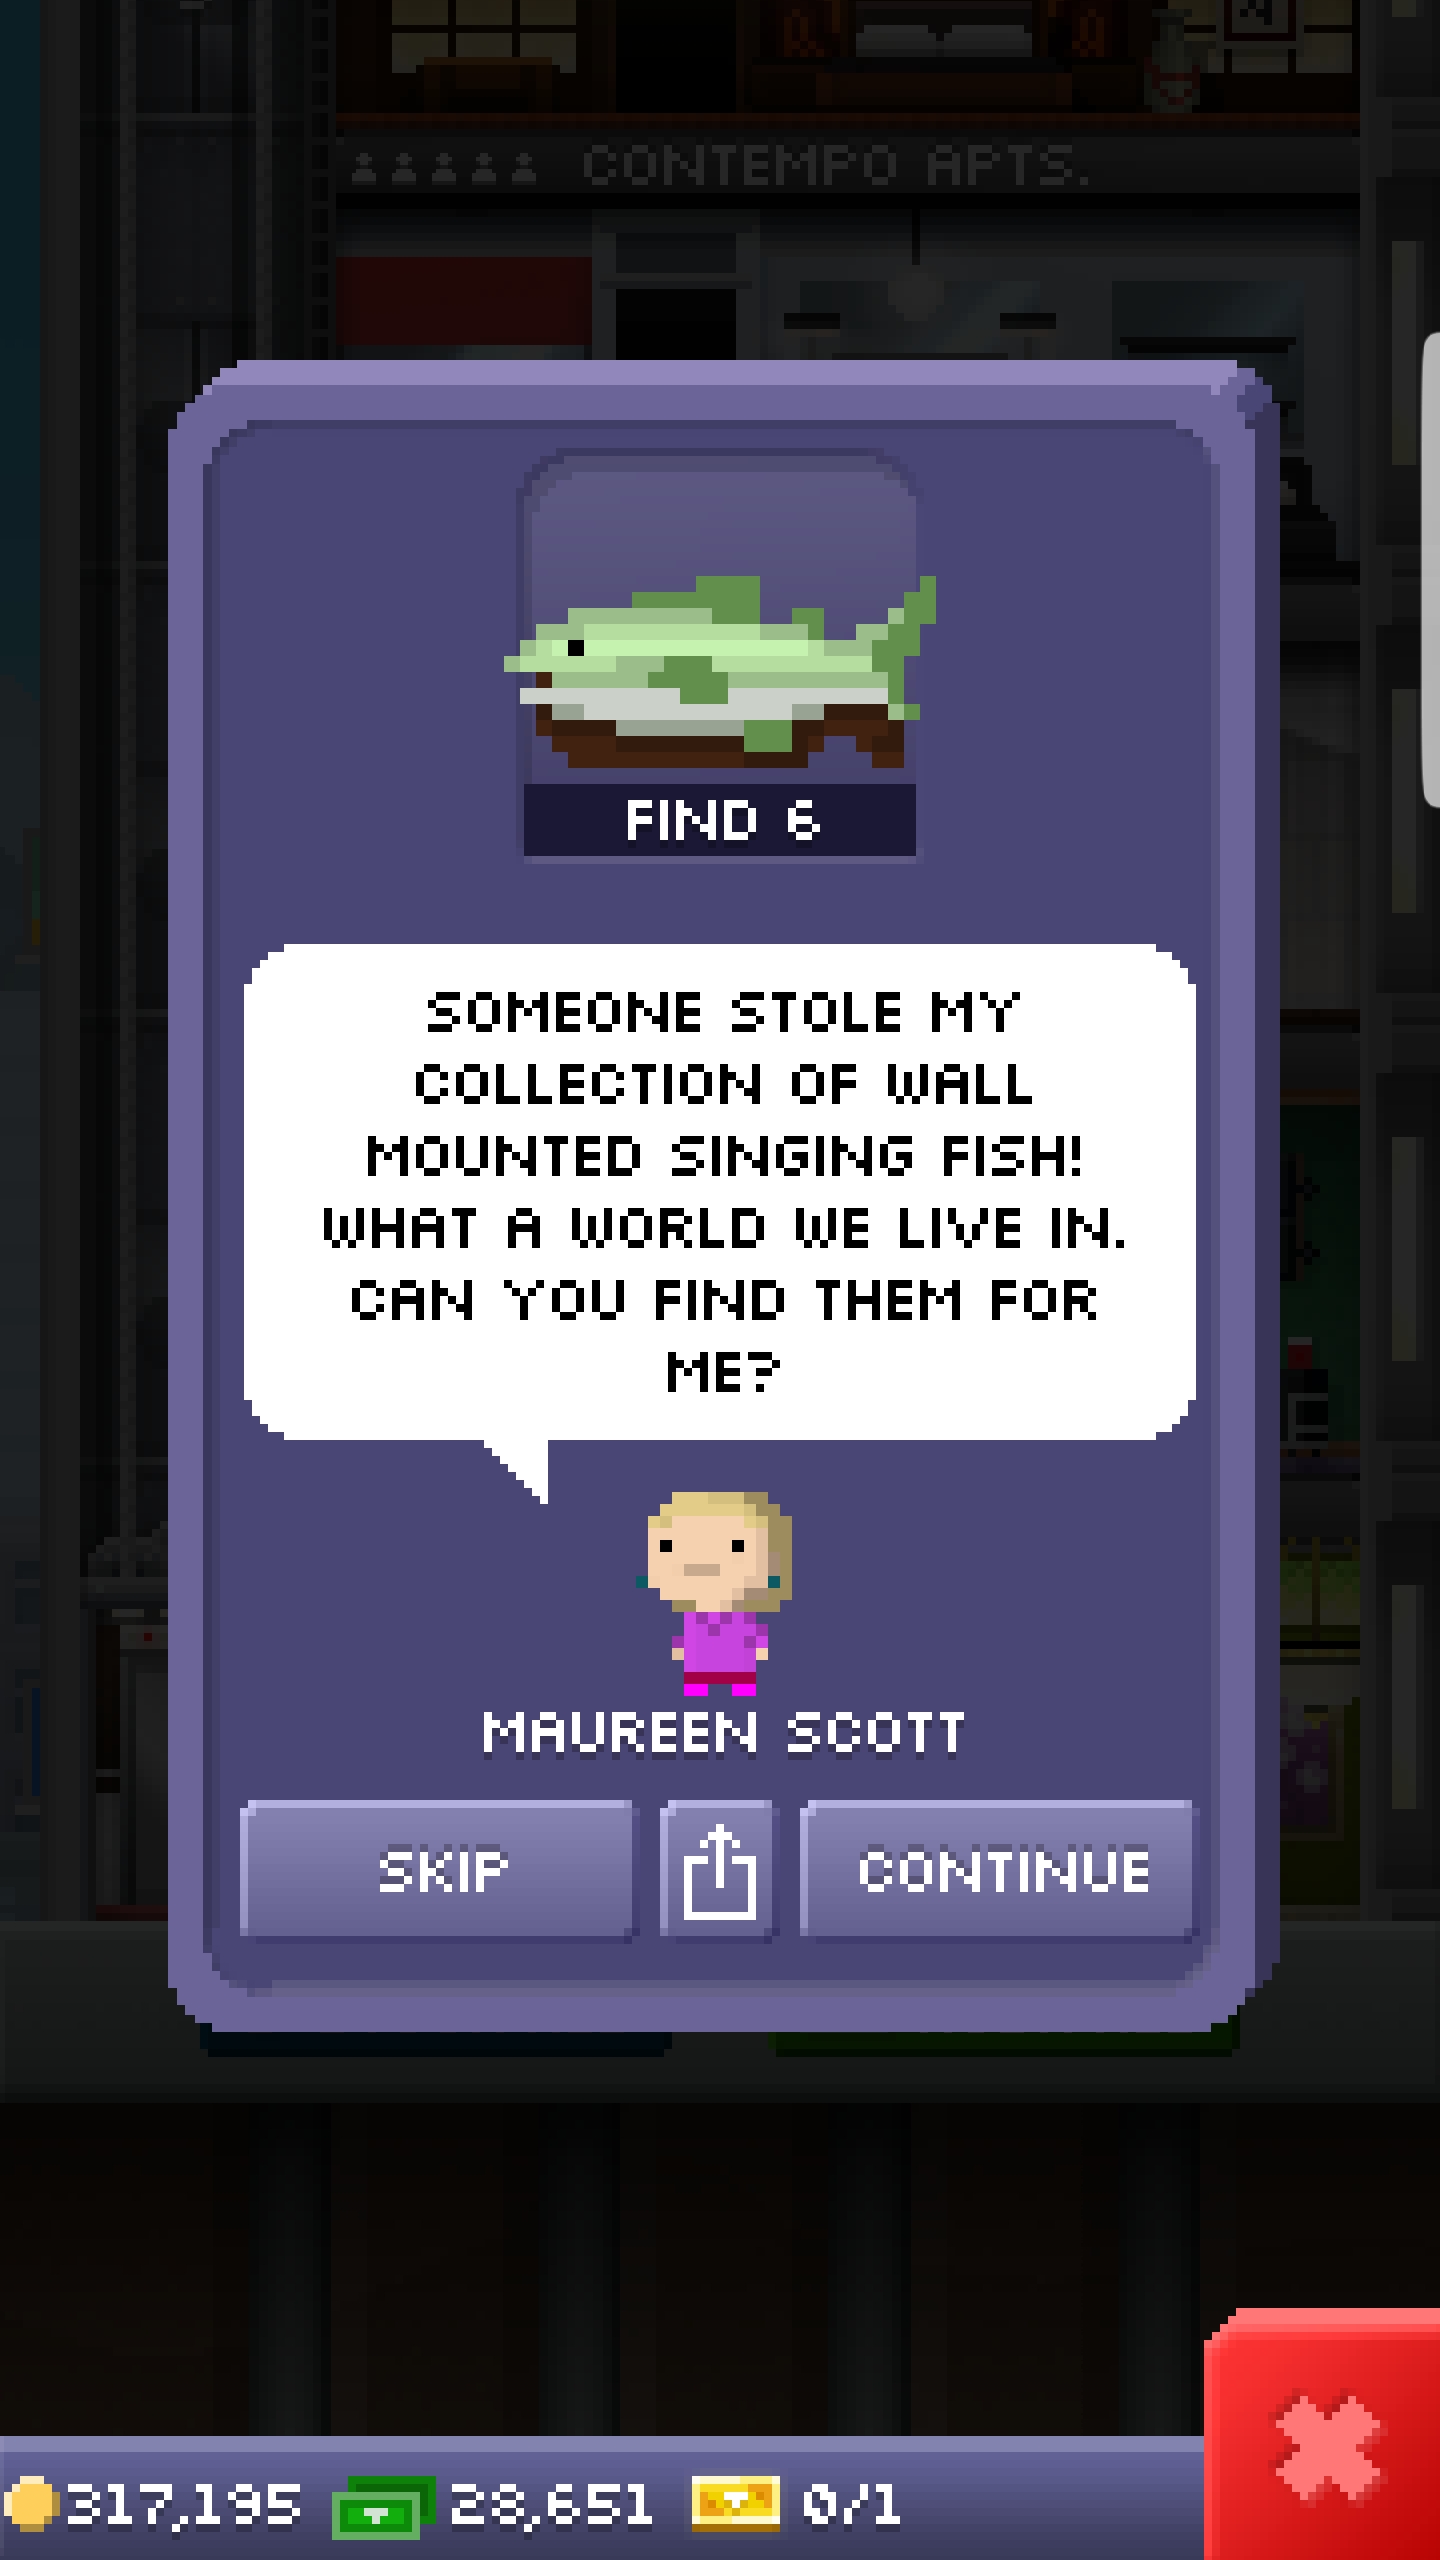 CONTEMPO APTS.
FIND 6
SOMEONE STOLE MY
COLLECTION OF WALL
MOUNTED SINGING FISH!
WHAT A WORLD WE LIVE IN.
CAN YOU FIND THEM FOR
ME?
MAUREEN SCOTT
SKIP
CONTINUE
317,195 28,651 0/1